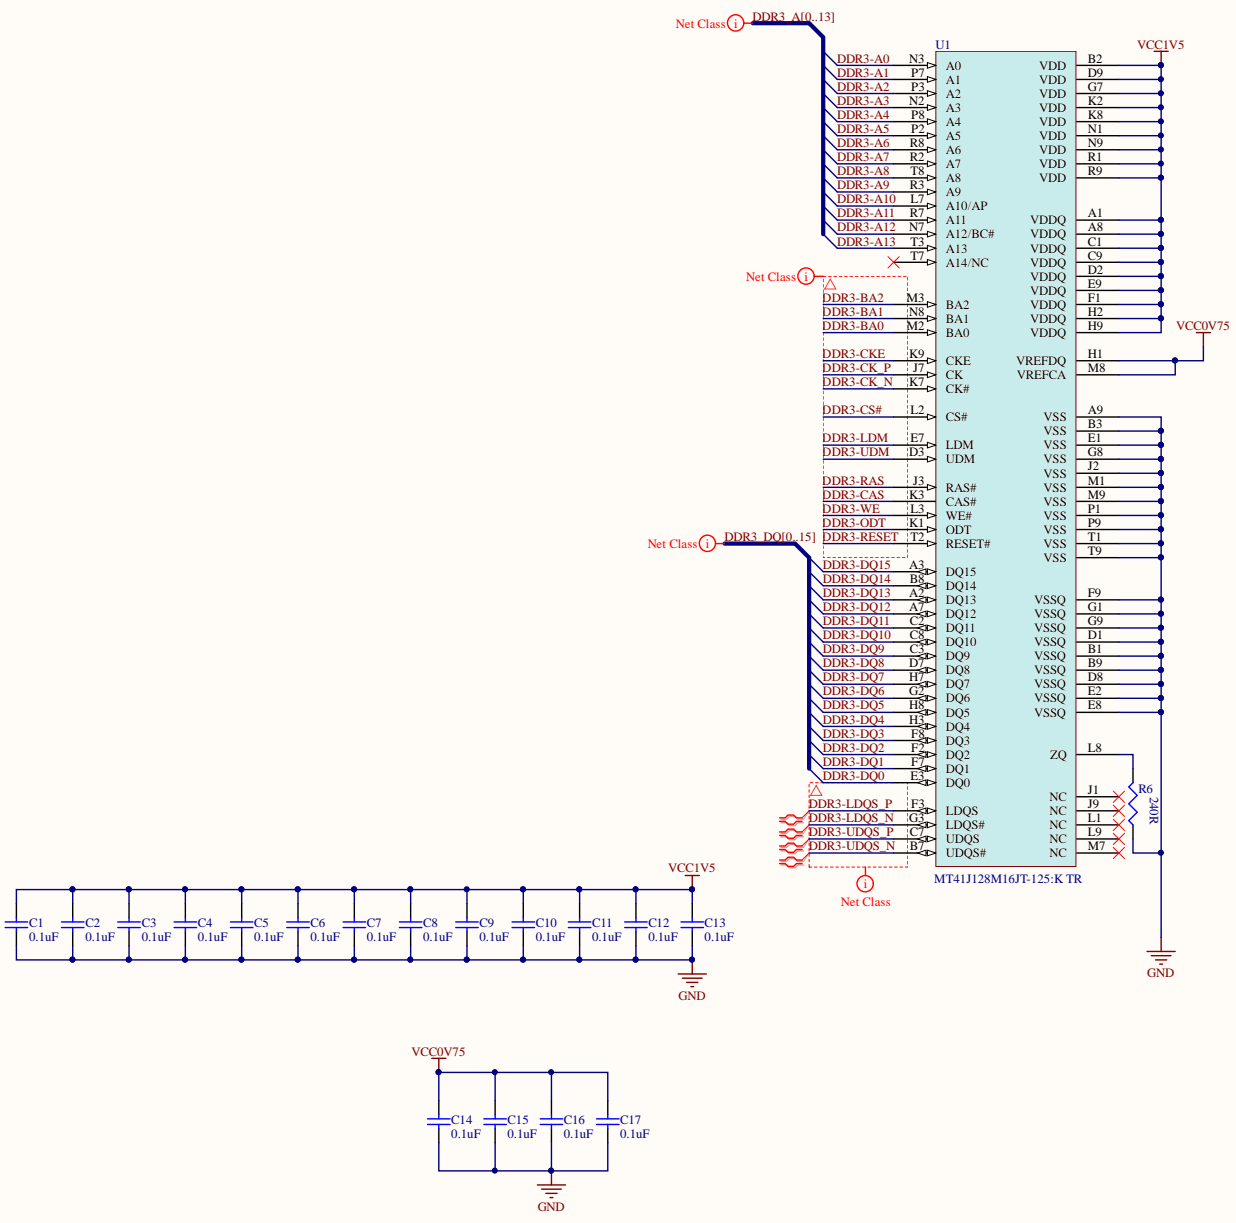 Net Class
DDR3_A[0..13]
U1
VCC1V5
DDR3-A0 N3 A0 VDD B2
DDR3-A1 P7 A1 VDD D9
DDR3-A2 P3 A2 VDD G7
DDR3-A3 N2 A3 VDD K2
DDR3-A4 P8 A4 VDD K8
DDR3-A5 P2 A5 VDD N1
DDR3-A6 R8 A6 VDD N9
DDR3-A7 R2 A7 VDD R1
DDR3-A8 T8 A8 VDD R9
DDR3-A9 R3 A9
DDR3-A10 L7 A10/AP
DDR3-A11 R7 A11 VDDQ A1
DDR3-A12 N7 A12/BC# VDDQ A8
DDR3-A13 T3 A13 VDDQ C1
T7 A14/NC VDDQ C9
Net Class
VDDQ D2
VDDQ E9
DDR3-BA2 M3 BA2 VDDQ F1
DDR3-BA1 N8 BA1 VDDQ H2
DDR3-BA0 M2 BA0 VDDQ H9
VCC0V75
DDR3-CKE K9 CKE VREFDQ H1
DDR3-CK_P J7 CK VREFCA M8
DDR3-CK_N K7 CK#
DDR3-CS# L2 CS# VSS A9
VSS B3
DDR3-LDM E7 LDM VSS E1
DDR3-UDM D3 UDM VSS G8
VSS J2
DDR3-RAS J3 RAS# VSS M1
DDR3-CAS K3 CAS# VSS M9
DDR3-WE L3 WE# VSS P1
DDR3-ODT K1 ODT VSS P9
DDR3-RESET T2 RESET# VSS T1
Net Class
DDR3_DQ[0..15]
VSS T9
DDR3-DQ15 A3 DQ15
DDR3-DQ14 B8 DQ14
DDR3-DQ13 A2 DQ13 VSSQ F9
DDR3-DQ12 A7 DQ12 VSSQ G1
DDR3-DQ11 C2 DQ11 VSSQ G9
DDR3-DQ10 C8 DQ10 VSSQ D1
DDR3-DQ9 C3 DQ9 VSSQ B1
DDR3-DQ8 D7 DQ8 VSSQ B9
DDR3-DQ7 H7 DQ7 VSSQ D8
DDR3-DQ6 G2 DQ6 VSSQ E2
DDR3-DQ5 H8 DQ5 VSSQ E8
DDR3-DQ4 H3 DQ4
DDR3-DQ3 F8 DQ3
DDR3-DQ2 F2 DQ2 ZQ L8
DDR3-DQ1 F7 DQ1
DDR3-DQ0 E3 DQ0
R6
240R
NC J1
DDR3-LDQS_P F3 LDQS NC J9
DDR3-LDQS_N G3 LDQS# NC L1
DDR3-UDQS_P C7 UDQS NC L9
DDR3-UDQS_N B7 UDQS# NC M7
MT41J128M16JT-125:K TR
Net Class
GND
VCC1V5
C1 C2 C3 C4 C5 C6 C7 C8 C9 C10 C11 C12 C13
0.1uF 0.1uF 0.1uF 0.1uF 0.1uF 0.1uF 0.1uF 0.1uF 0.1uF 0.1uF 0.1uF 0.1uF 0.1uF
GND
VCC0V75
C14 C15 C16 C17
0.1uF 0.1uF 0.1uF 0.1uF
GND